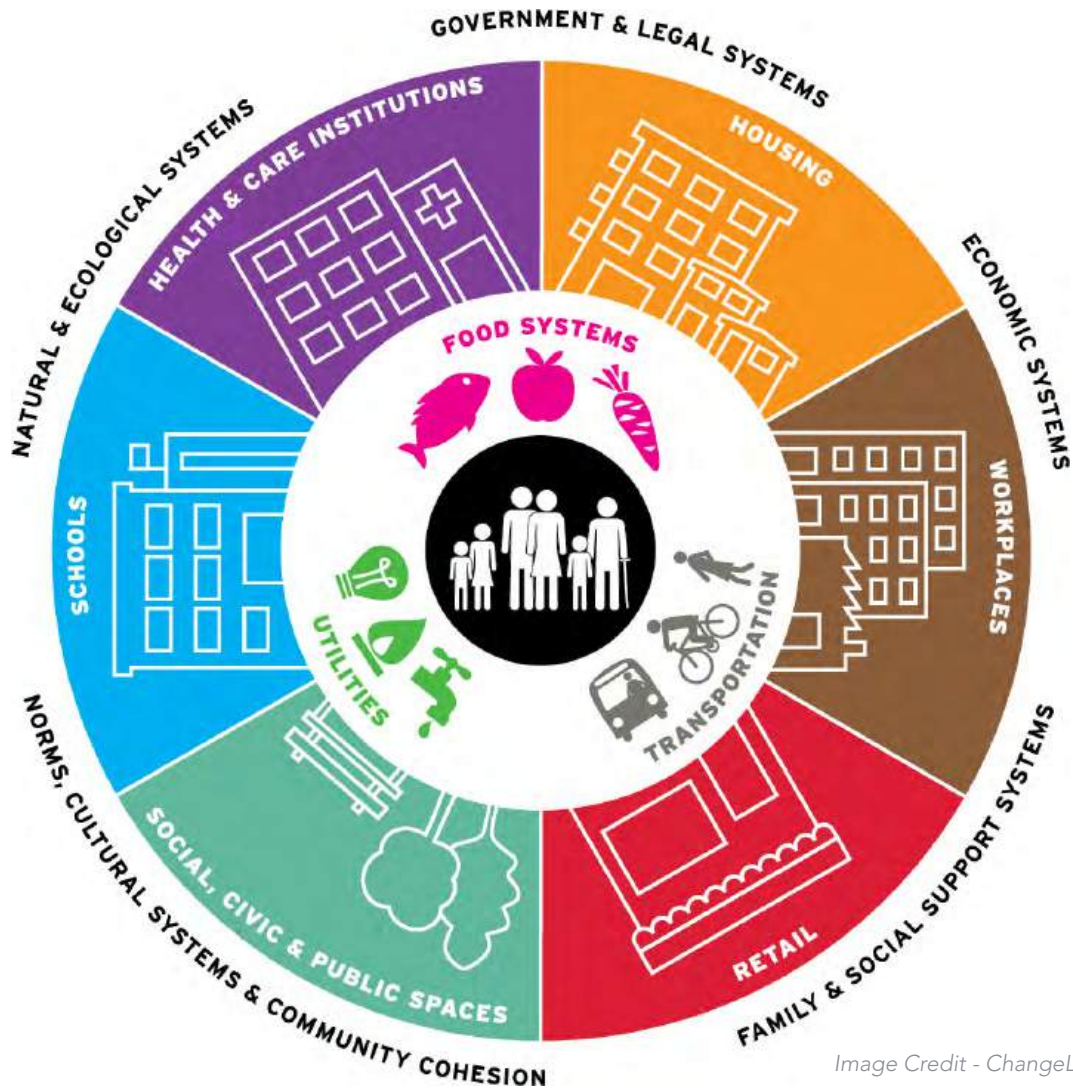 GOVERNMENT & LEGAL SYSTEMS
ECONOMIC SYSTEMS
FAMILY & SOCIAL SUPPORT SYSTEMS
NORMS, CULTURAL SYSTEMS & COMMUNITY COHESION
NATURAL & ECOLOGICAL SYSTEMS
HEALTH & CARE INSTITUTIONS
HOUSING
WORKPLACES
RETAIL
SOCIAL, CIVIC & PUBLIC SPACES
SCHOOLS
FOOD SYSTEMS
TRANSPORTATION
UTILITIES
Image Credit - ChangeL